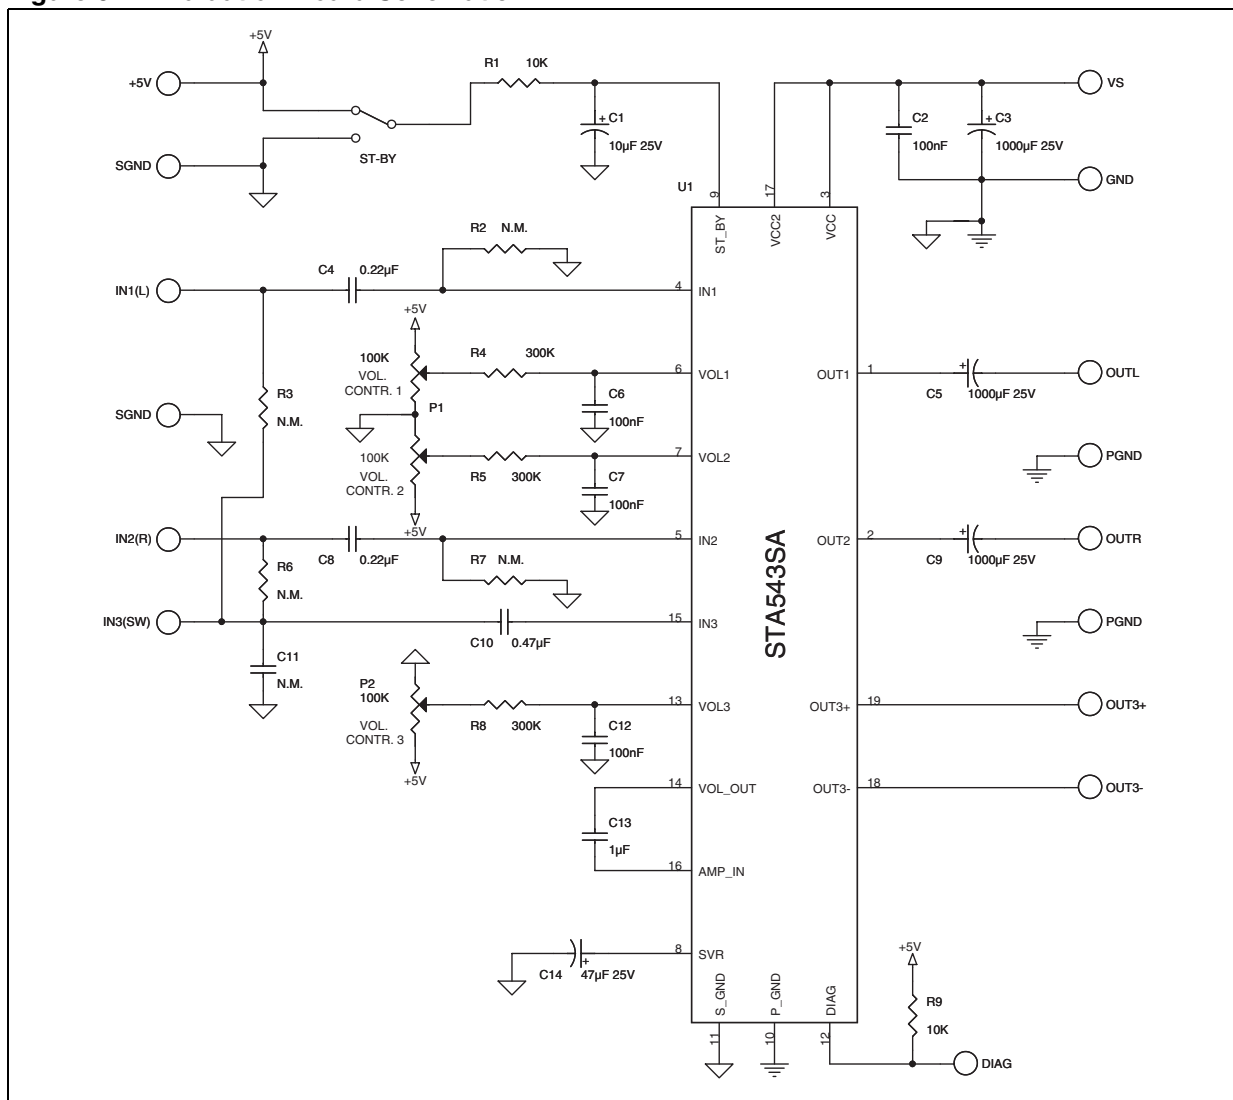 +5V
+5V
R1 10K
VS
C1
10µF 25V
C2
100nF
C3
1000µF 25V
ST-BY
SGND
GND
U1
9
17
3
ST_BY
VCC2
VCC
R2 N.M.
C4 0.22µF
IN1(L)
4
IN1
+5V
100K
VOL.
CONTR. 1
R4 300K
6
VOL1
OUT1
1
C5 1000µF 25V
OUTL
R3
N.M.
P1
C6
100nF
SGND
100K
VOL.
CONTR. 2
R5 300K
7
VOL2
C7
100nF
PGND
+5V
IN2(R)
C8 0.22µF
5
IN2
OUT2
2
C9 1000µF 25V
OUTR
R6
N.M.
R7 N.M.
STA543SA
IN3(SW)
C10 0.47µF
15
IN3
PGND
C11
N.M.
P2
100K
VOL.
CONTR. 3
R8 300K
13
VOL3
C12
100nF
OUT3+
19
OUT3+
+5V
14
VOL_OUT
OUT3-
18
OUT3-
C13
1µF
16
AMP_IN
8
SVR
C14 47µF 25V
+5V
S_GND
P_GND
DIAG
R9
10K
11
10
12
DIAG